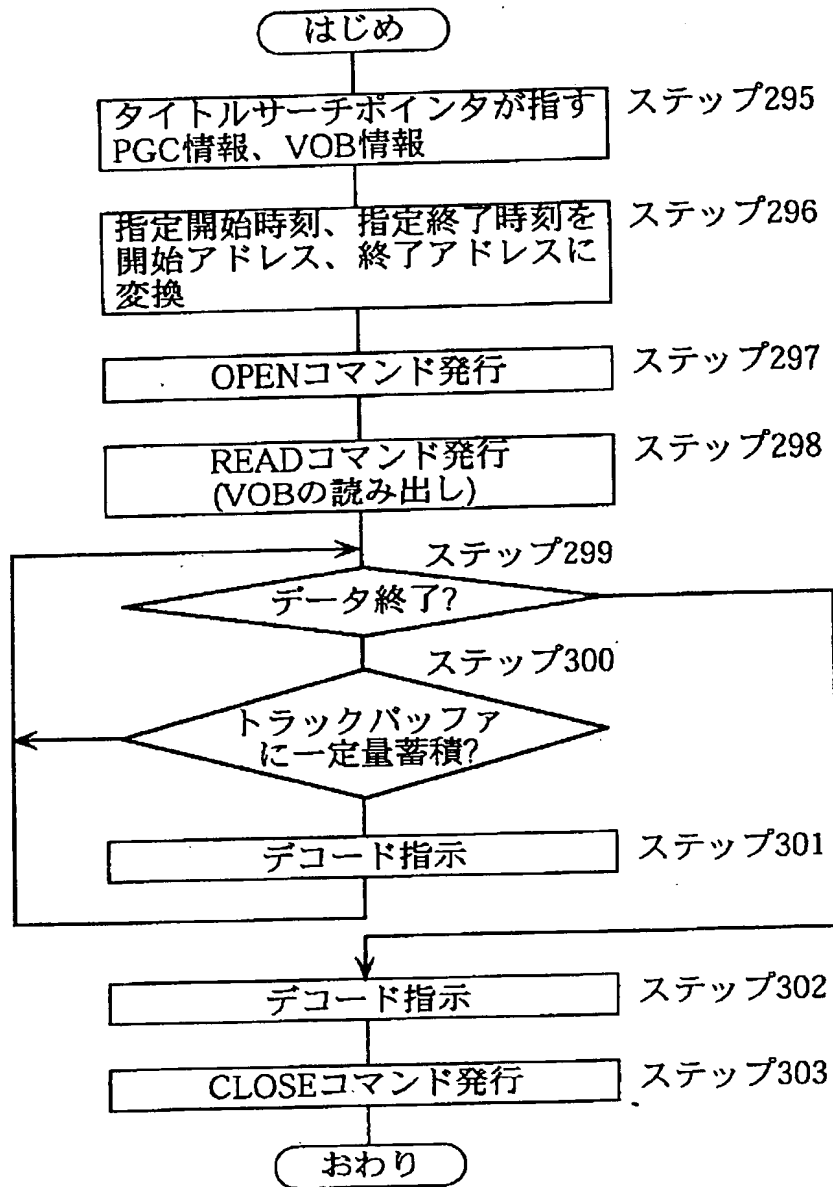 はじめ
タイトルサーチポインタが指す
PGC情報、VOB情報
ステップ295
指定開始時刻、指定終了時刻を
開始アドレス、終了アドレスに
変換
ステップ296
OPENコマンド発行
ステップ297
READコマンド発行
(VOBの読み出し)
ステップ298
ステップ299
データ終了?
ステップ300
トラックバッファ
に一定量蓄積?
デコード指示
ステップ301
デコード指示
ステップ302
CLOSEコマンド発行
ステップ303
おわり